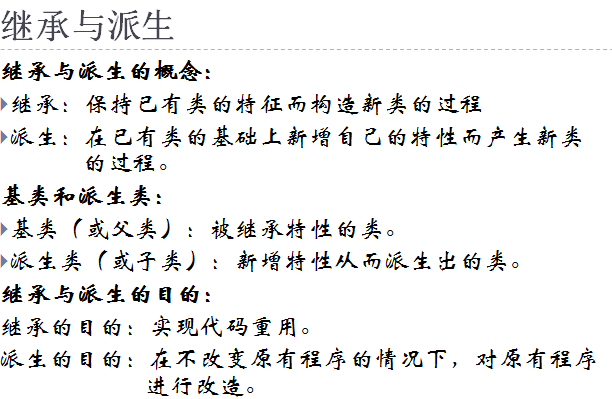 继承与派生
继承与派生的概念：
继承：保持已有类的特征而构造新类的过程
派生：在已有类的基础上新增自己的特性而产生新类
的过程。
基类和派生类：
基类（或父类）：被继承特性的类。
派生类（或子类）：新增特性从而派生出的类。
继承与派生的目的：
继承的目的：实现代码重用。
派生的目的：在不改变原有程序的情况下，对原有程序
进行改造。